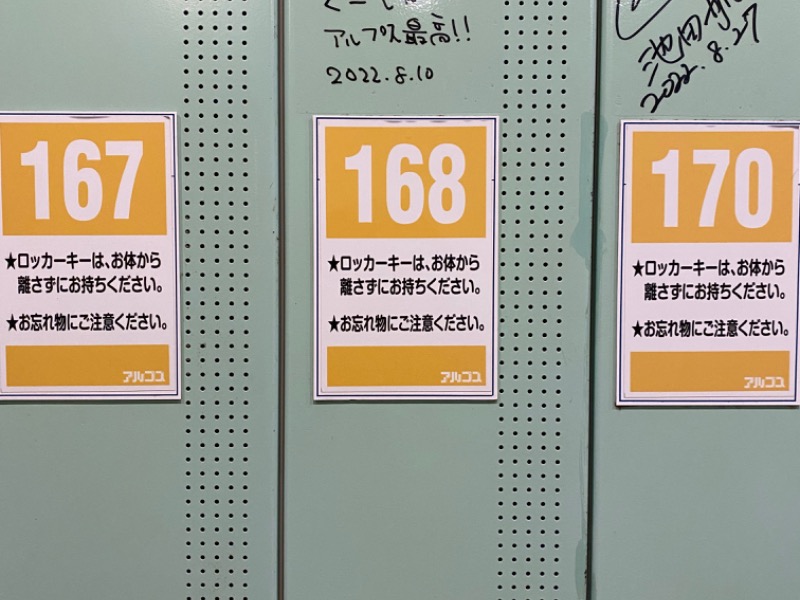 アルプス最高!!
2022.8.10
池田
2022.8.27
167
★ロッカーキーは、お体から
離さずにお持ちください。
★お忘れ物にご注意ください。
アルコユ
168
★ロッカーキーは、お体から
離さずにお持ちください。
★お忘れ物にご注意ください。
アルコユ
170
★ロッカーキーは、お体から
離さずにお持ちください。
★お忘れ物にご注意ください。
アルコユ